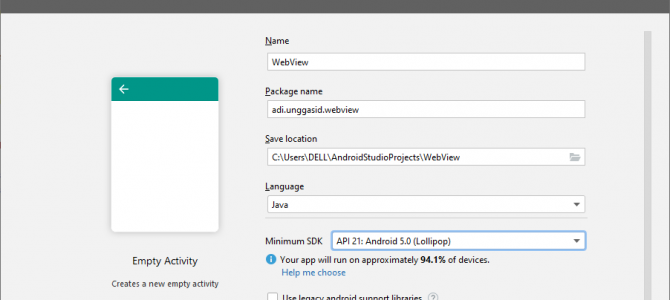 Name
WebView
Package name
adi.unggasid.webview
Save location
C:\Users\DELL\AndroidStudioProjects\WebView
Language
Java
Minimum SDK API 21: Android 5.0 (Lollipop)
Your app will run on approximately 94.1% of devices.
Help me choose
Use legacy android support libraries
Empty Activity
Creates a new empty activity